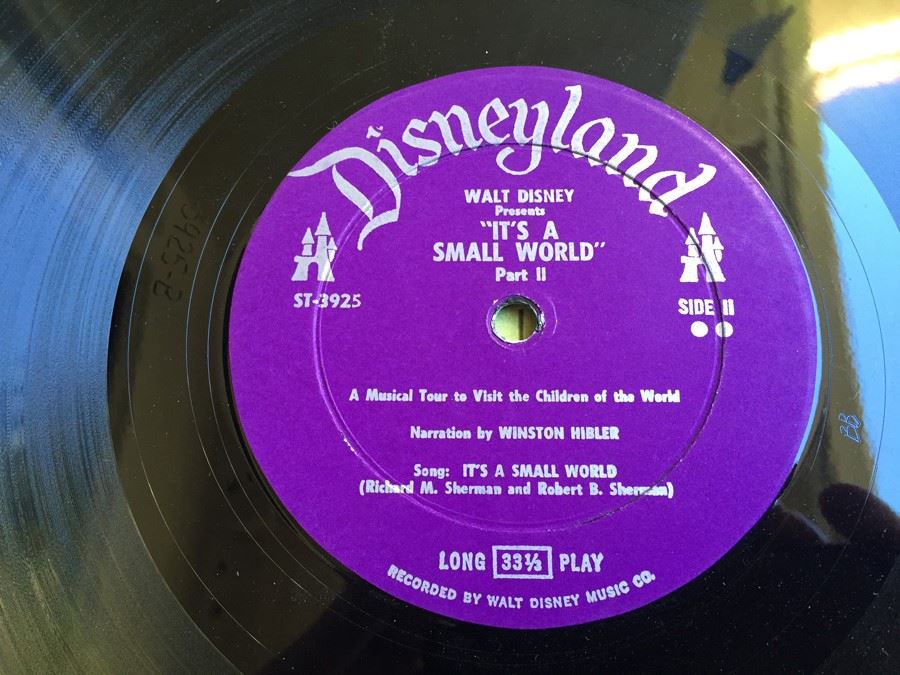 Disneyland
WALT DISNEY
Presents
"IT'S A
SMALL WORLD"
Part II
ST-3925
SIDE II
A Musical Tour to Visit the Children of the World
Narration by WINSTON HIBLER
Song: IT'S A SMALL WORLD
(Richard M. Sherman and Robert B. Sherman)
LONG 33⅓ PLAY
RECORDED BY WALT DISNEY MUSIC CO.
3925-B
BB